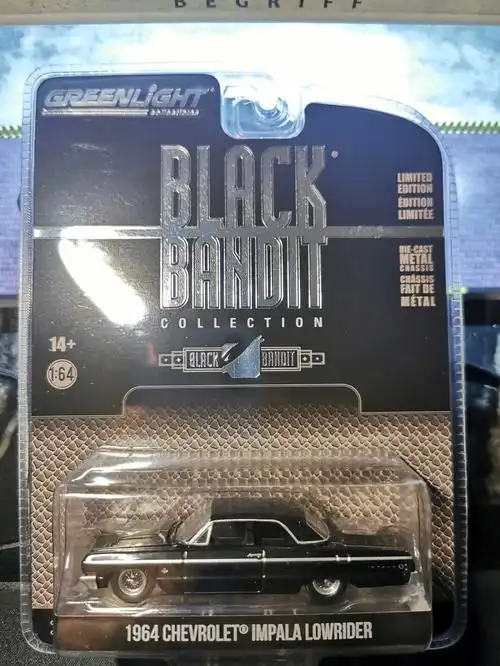 BEGRIFF
GREENLIGHT
collectibles
BLACK
BANDIT
COLLECTION
LIMITED
EDITION
ÉDITION
LIMITÉE
DIE-CAST
METAL
CHASSIS
CHÂSSIS
FAIT DE
MÉTAL
14+
1:64
BLACK BANDIT
1964 CHEVROLET® IMPALA LOWRIDER